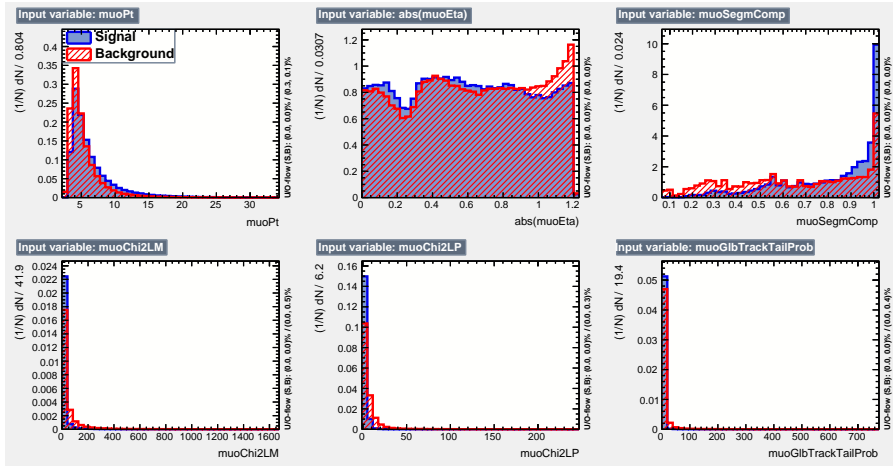 Input variable: muoPt
Signal
Background
(1/N) dN / 0.804
0.4
0.35
0.3
0.25
0.2
0.15
0.1
0.05
0
5 10 15 20 25 30
muoPt
U/O-flow (S,B): (0.0, 0.0)% / (0.3, 0.1)%
Input variable: abs(muoEta)
(1/N) dN / 0.0307
1.2
1
0.8
0.6
0.4
0.2
0
0 0.2 0.4 0.6 0.8 1 1.2
abs(muoEta)
U/O-flow (S,B): (0.0, 0.0)% / (0.0, 0.0)%
Input variable: muoSegmComp
(1/N) dN / 0.024
10
8
6
4
2
0
0.1 0.2 0.3 0.4 0.5 0.6 0.7 0.8 0.9 1
muoSegmComp
U/O-flow (S,B): (0.0, 0.0)% / (0.0, 0.0)%
Input variable: muoChi2LM
(1/N) dN / 41.9
0.024
0.022
0.02
0.018
0.016
0.014
0.012
0.01
0.008
0.006
0.004
0.002
0
0 200 400 600 800 1000 1200 1400 1600
muoChi2LM
U/O-flow (S,B): (0.0, 0.0)% / (0.0, 0.5)%
Input variable: muoChi2LP
(1/N) dN / 6.2
0.16
0.14
0.12
0.1
0.08
0.06
0.04
0.02
0
0 50 100 150 200
muoChi2LP
U/O-flow (S,B): (0.0, 0.0)% / (0.0, 0.3)%
Input variable: muoGlbTrackTailProb
(1/N) dN / 19.4
0.05
0.04
0.03
0.02
0.01
0
0 100 200 300 400 500 600 700
muoGlbTrackTailProb
U/O-flow (S,B): (0.0, 0.0)% / (0.0, 0.0)%